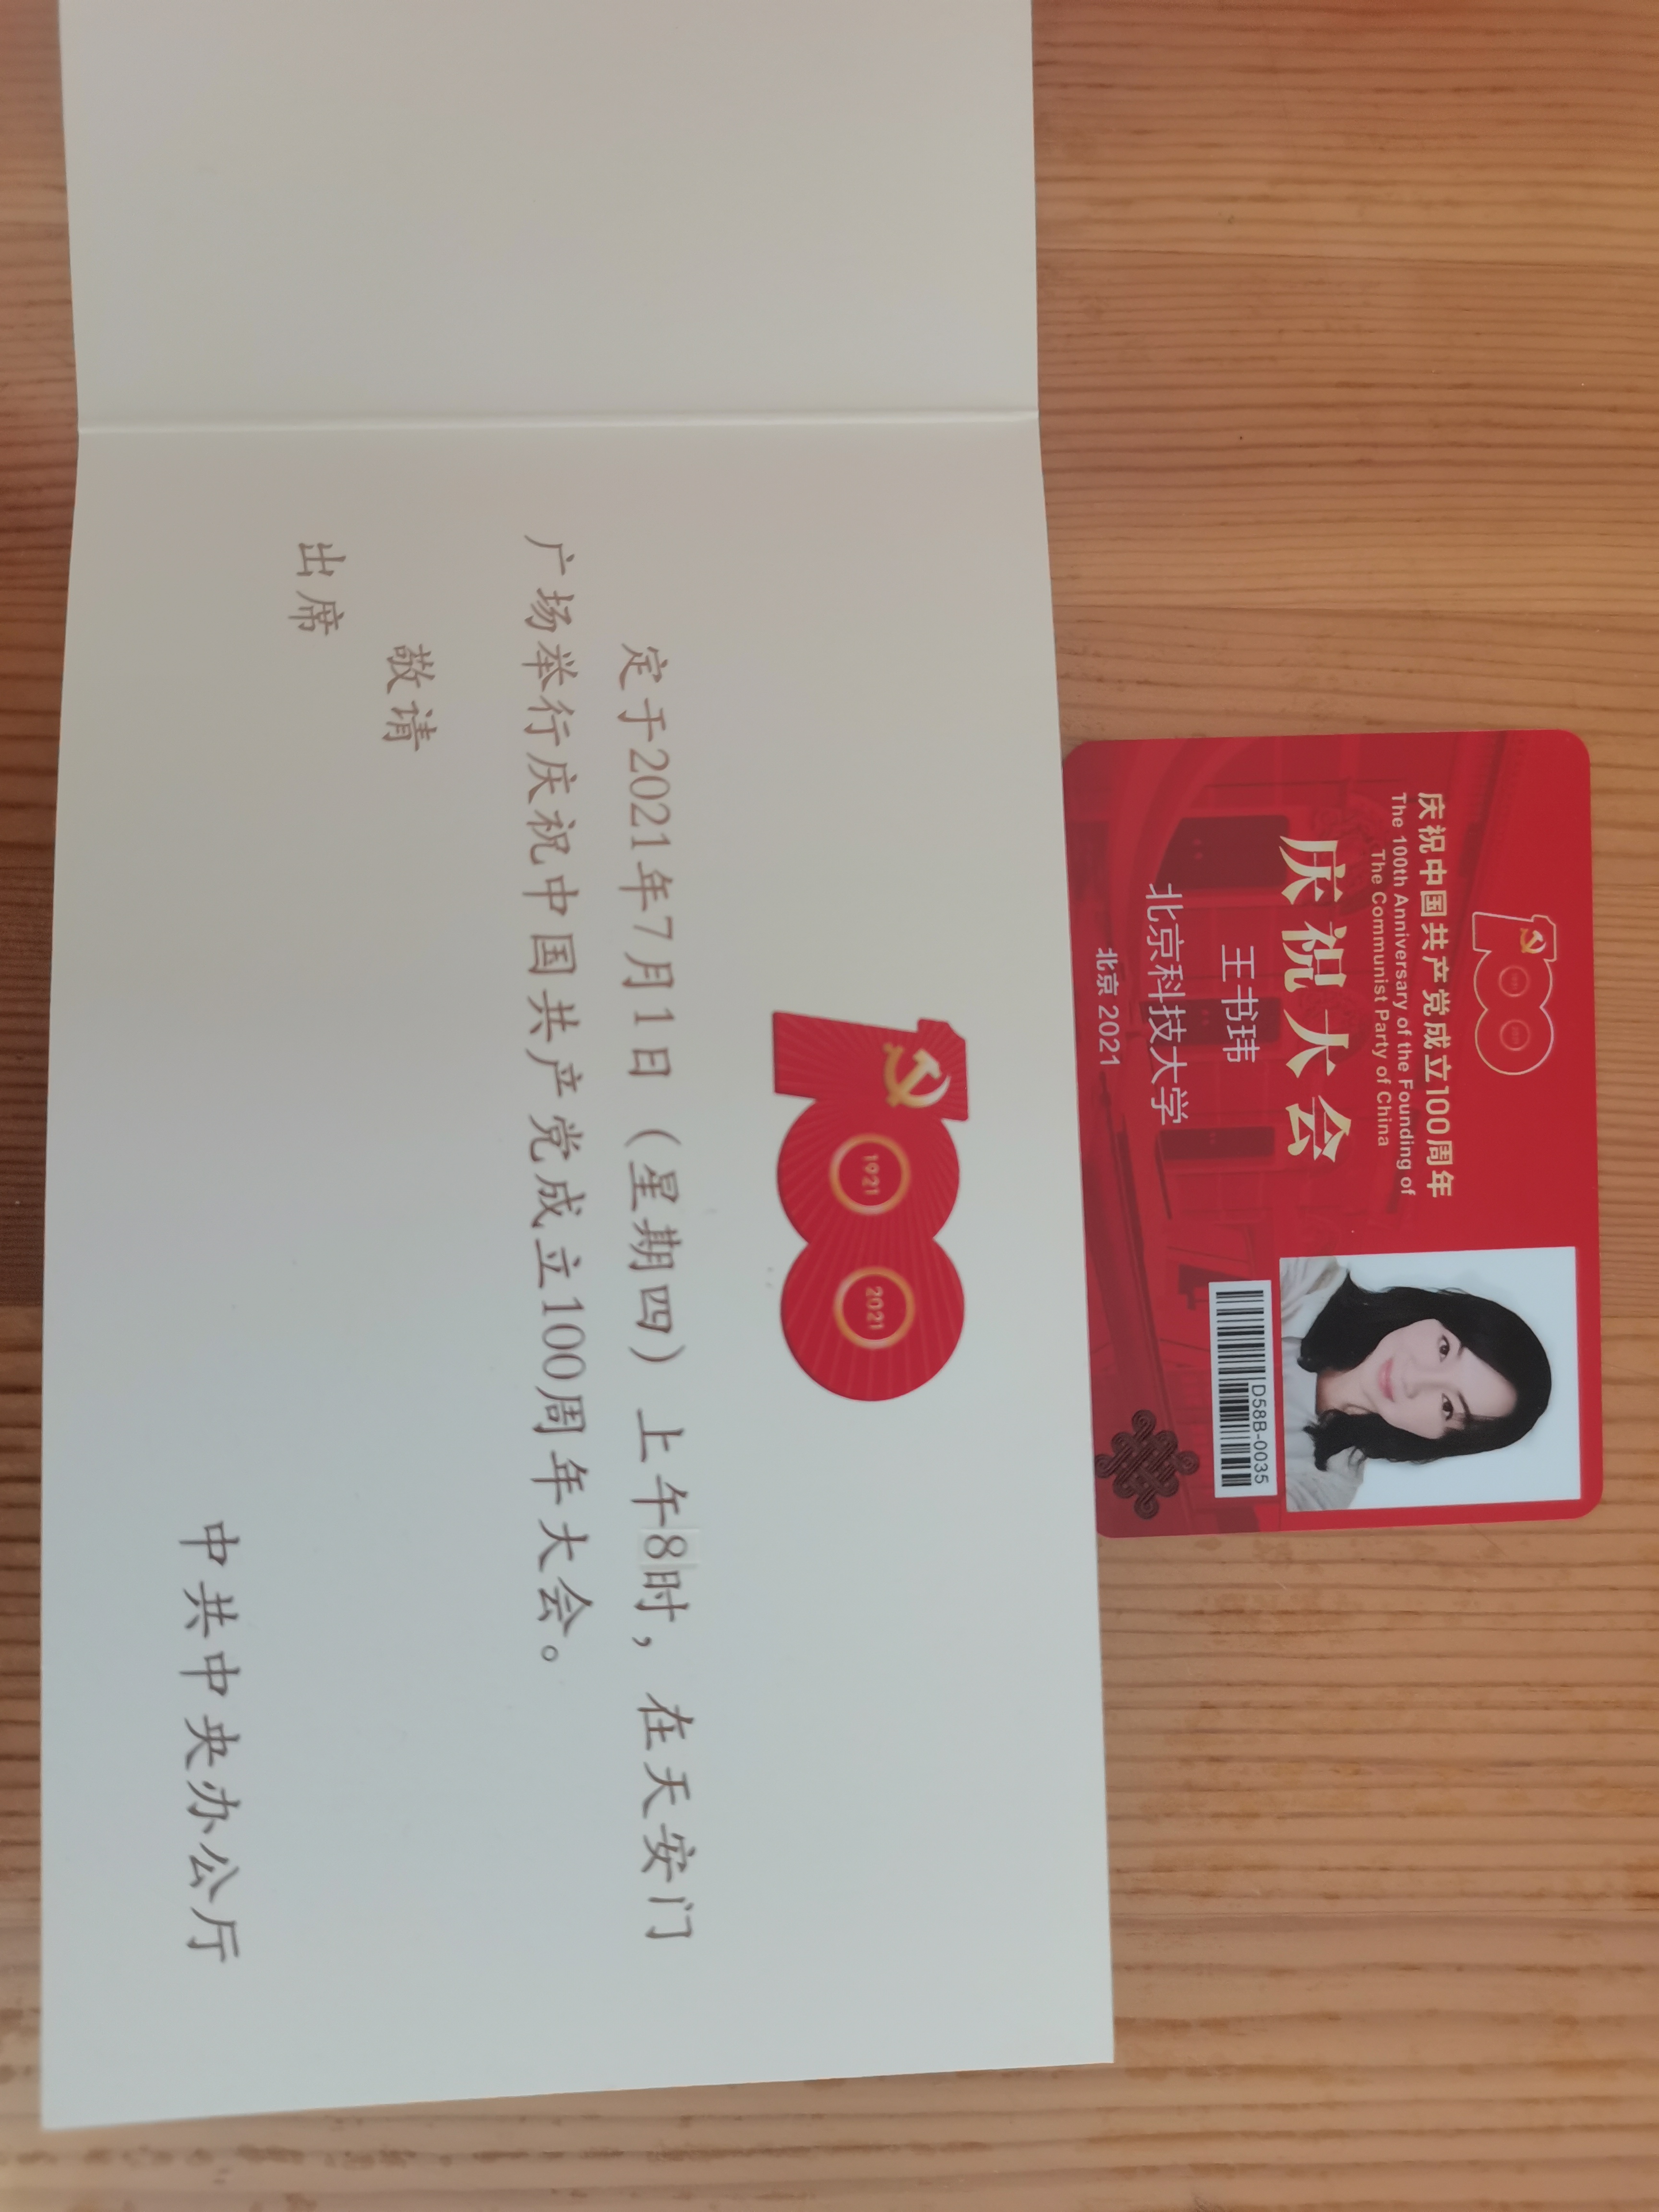 庆祝中国共产党成立100周年
The 100th Anniversary of the Founding of
The Communist Party of China
庆祝大会
王书玮
北京科技大学
北京 2021
D58B-0035
1921
2021
定于2021年7月1日（星期四）上午8时，在天安门
广场举行庆祝中国共产党成立100周年大会。
敬请
出席
中共中央办公厅